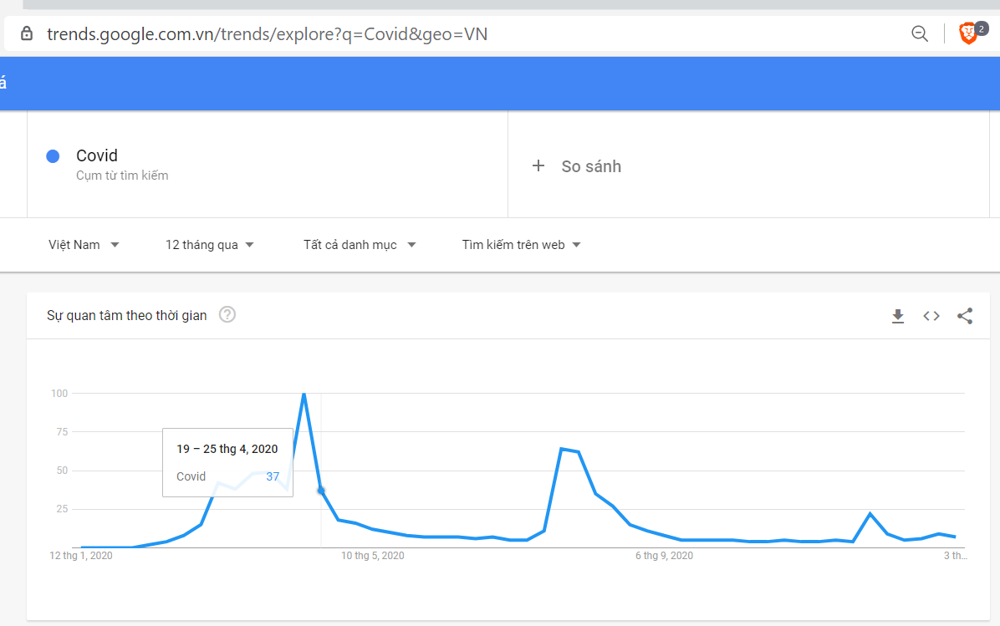 trends.google.com.vn/trends/explore?q=Covid&geo=VN
2
á
Covid
Cụm từ tìm kiếm
+ So sánh
Việt Nam
12 tháng qua
Tất cả danh mục
Tìm kiếm trên web
Sự quan tâm theo thời gian
100
75
50
25
19 – 25 thg 4, 2020
Covid 37
12 thg 1, 2020
10 thg 5, 2020
6 thg 9, 2020
3 th...